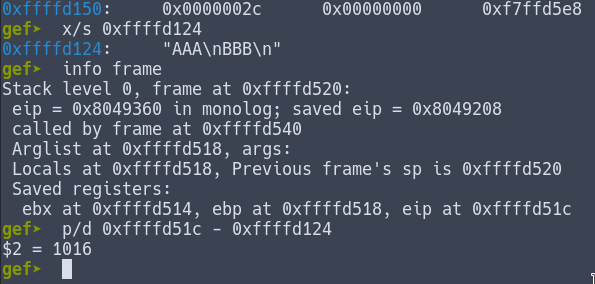 0xffffd150:     0x0000002c      0x00000000      0xf7ffd5e8
gef➤  x/s 0xffffd124
0xffffd124:     "AAA\nBBB\n"
gef➤  info frame
Stack level 0, frame at 0xffffd520:
 eip = 0x8049360 in monolog; saved eip = 0x8049208
 called by frame at 0xffffd540
 Arglist at 0xffffd518, args:
 Locals at 0xffffd518, Previous frame's sp is 0xffffd520
 Saved registers:
  ebx at 0xffffd514, ebp at 0xffffd518, eip at 0xffffd51c
gef➤  p/d 0xffffd51c - 0xffffd124
$2 = 1016
gef➤